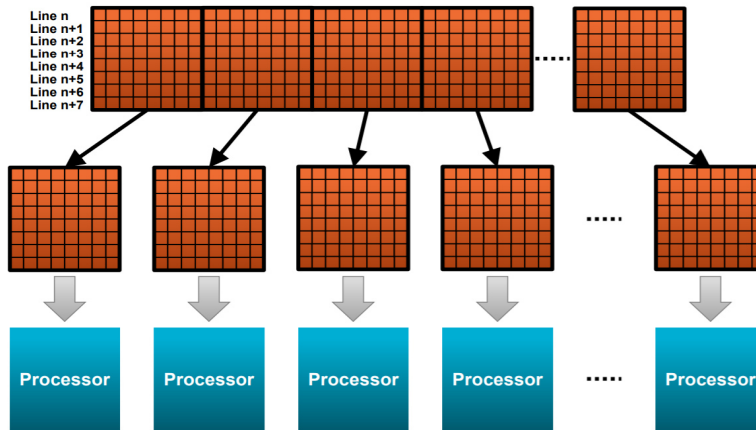 Line n
Line n+1
Line n+2
Line n+3
Line n+4
Line n+5
Line n+6
Line n+7
Processor Processor Processor Processor Processor